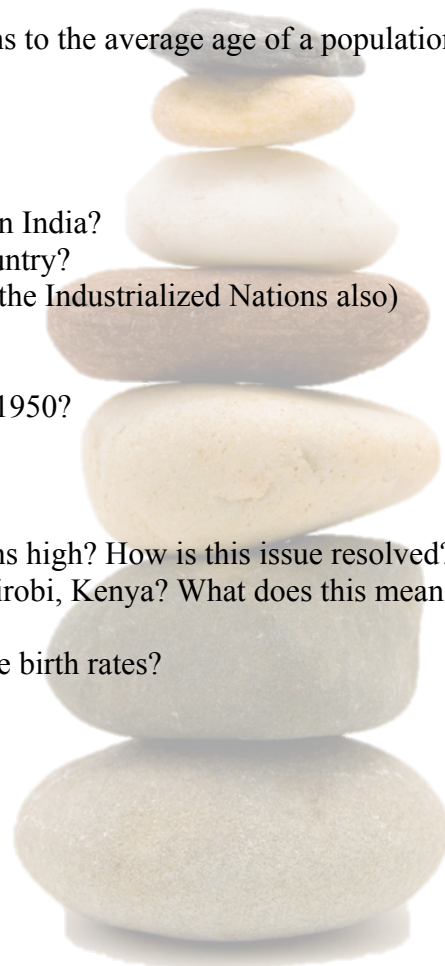 ns to the average age of a population
n India?
untry?
the Industrialized Nations also)
1950?
ns high? How is this issue resolved?
irobi, Kenya? What does this mean
e birth rates?